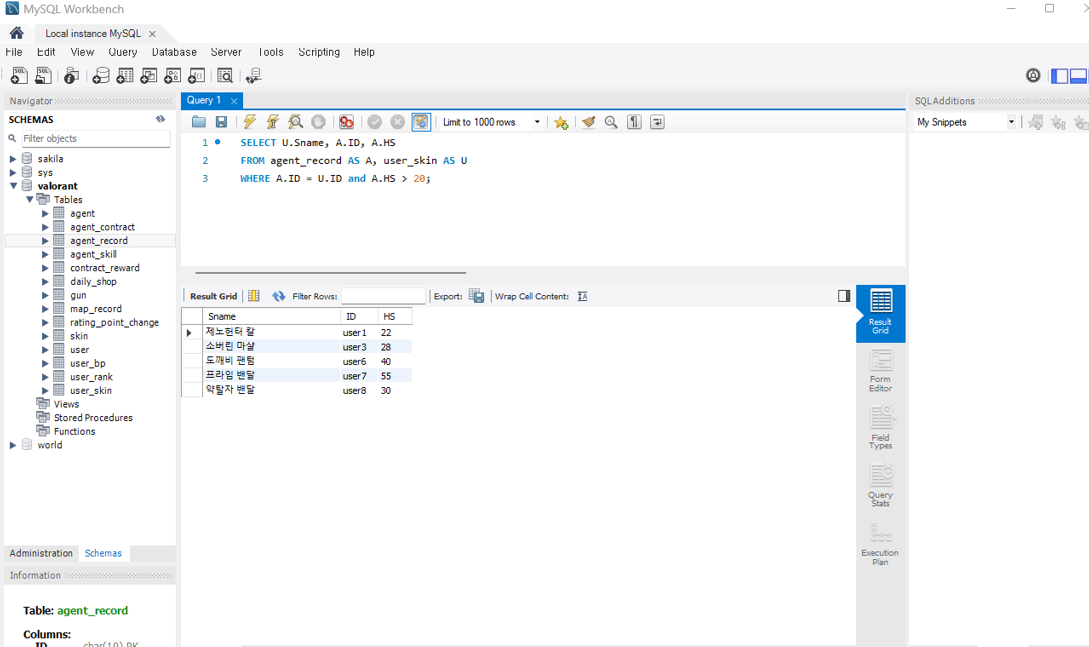 MySQL Workbench
Local instance MySQL
File Edit View Query Database Server Tools Scripting Help
Navigator
SCHEMAS
Filter objects
sakila
sys
valorant
Tables
agent
agent_contract
agent_record
agent_skill
contract_reward
daily_shop
gun
map_record
rating_point_change
skin
user
user_bp
user_rank
user_skin
Views
Stored Procedures
Functions
world
Administration Schemas
Information
Table: agent_record
Columns:
ID char(10) PK
Query 1
Limit to 1000 rows
1 SELECT U.Sname, A.ID, A.HS
2 FROM agent_record AS A, user_skin AS U
3 WHERE A.ID = U.ID and A.HS > 20;
Result Grid Filter Rows: Export: Wrap Cell Content:
Sname ID HS
제노헌터 칼 user1 22
소버린 마샬 user3 28
도깨비 팬텀 user6 40
프라임 밴달 user7 55
약탈자 밴달 user8 30
Result
Grid
Form
Editor
Field
Types
Query
Stats
Execution
Plan
SQLAdditions
My Snippets